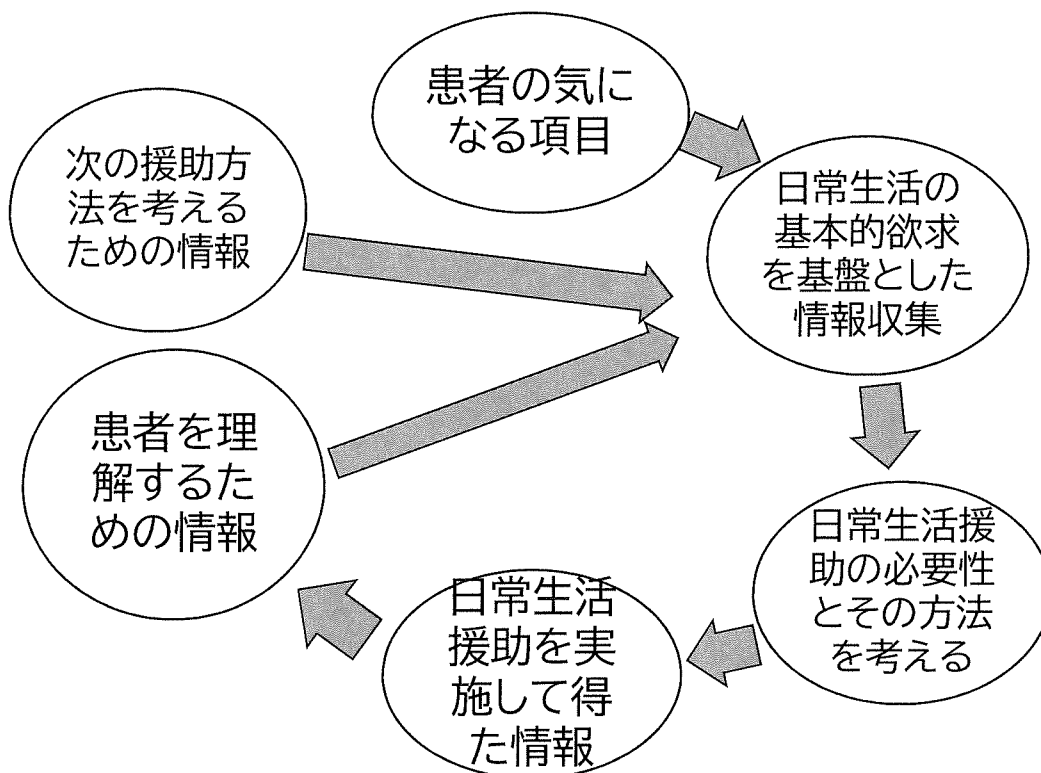 患者の気に
なる項目
次の援助方
法を考える
ための情報
日常生活の
基本的欲求
を基盤とした
情報収集
患者を理
解するた
めの情報
日常生活援
助の必要性
とその方法
を考える
日常生活
援助を実
施して得
た情報